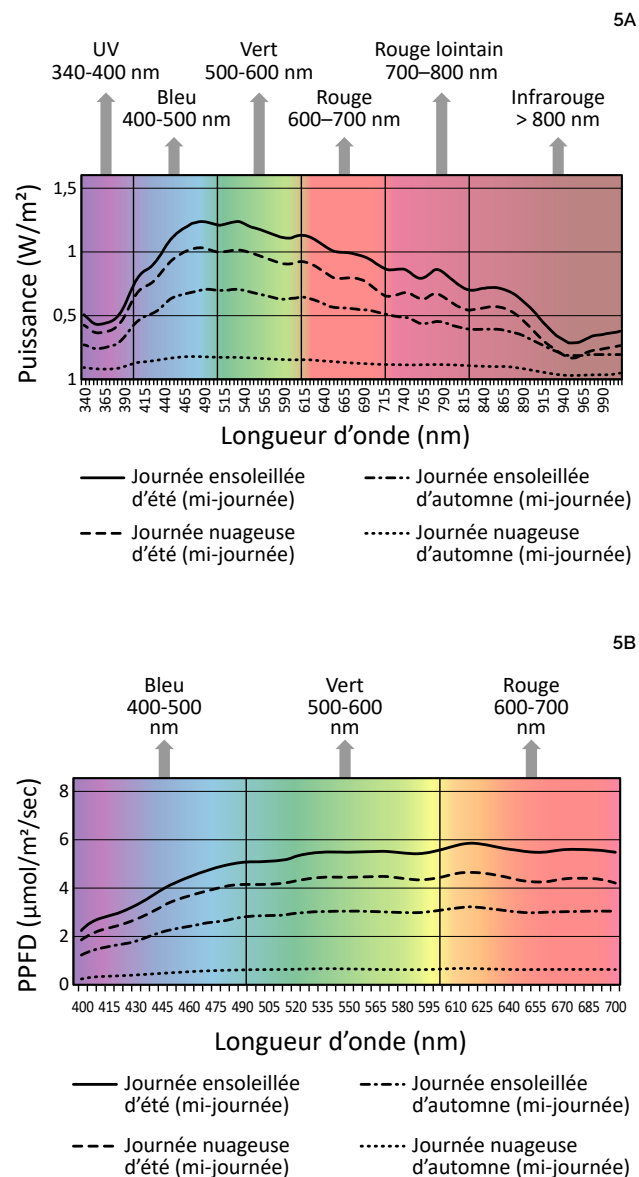 5A
UV
340-400 nm
Vert
500-600 nm
Rouge lointain
700–800 nm
Bleu
400-500 nm
Rouge
600–700 nm
Infrarouge
> 800 nm
Puissance (W/m²)
1,5
1
0,5
1
340 365 390 415 440 465 490 515 540 565 590 615 640 665 690 715 740 765 790 815 840 865 890 915 940 965 990
Longueur d'onde (nm)
Journée ensoleillée
d'été (mi-journée)
Journée ensoleillée
d'automne (mi-journée)
Journée nuageuse
d'été (mi-journée)
Journée nuageuse
d'automne (mi-journée)
5B
Bleu
400-500
nm
Vert
500-600
nm
Rouge
600-700
nm
PPFD (µmol/m²/sec)
8
6
4
2
0
400 415 430 445 460 475 490 505 520 535 550 565 580 595 610 625 640 655 670 685 700
Longueur d'onde (nm)
Journée ensoleillée
d'été (mi-journée)
Journée ensoleillée
d'automne (mi-journée)
Journée nuageuse
d'été (mi-journée)
Journée nuageuse
d'automne (mi-journée)